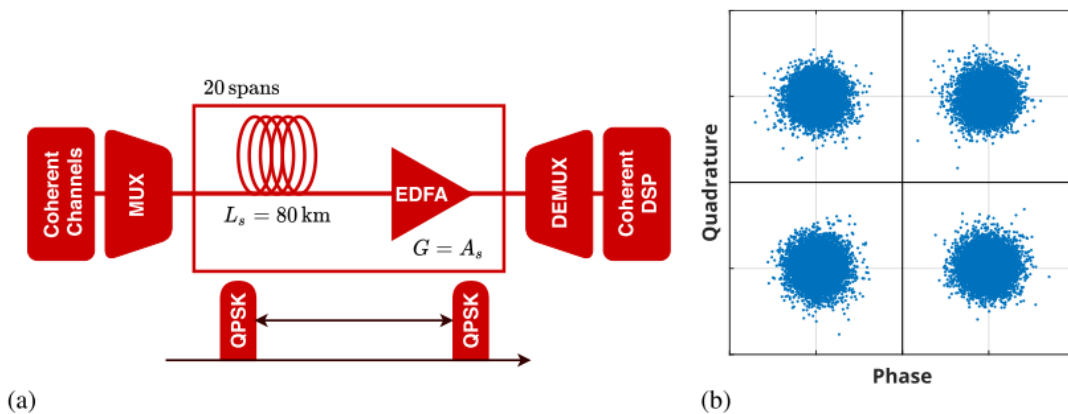 20 spans
Coherent
Channels
MUX
EDFA
DEMUX
Coherent
DSP
L_s = 80 km
G = A_s
QPSK
QPSK
(a)
Quadrature
Phase
(b)